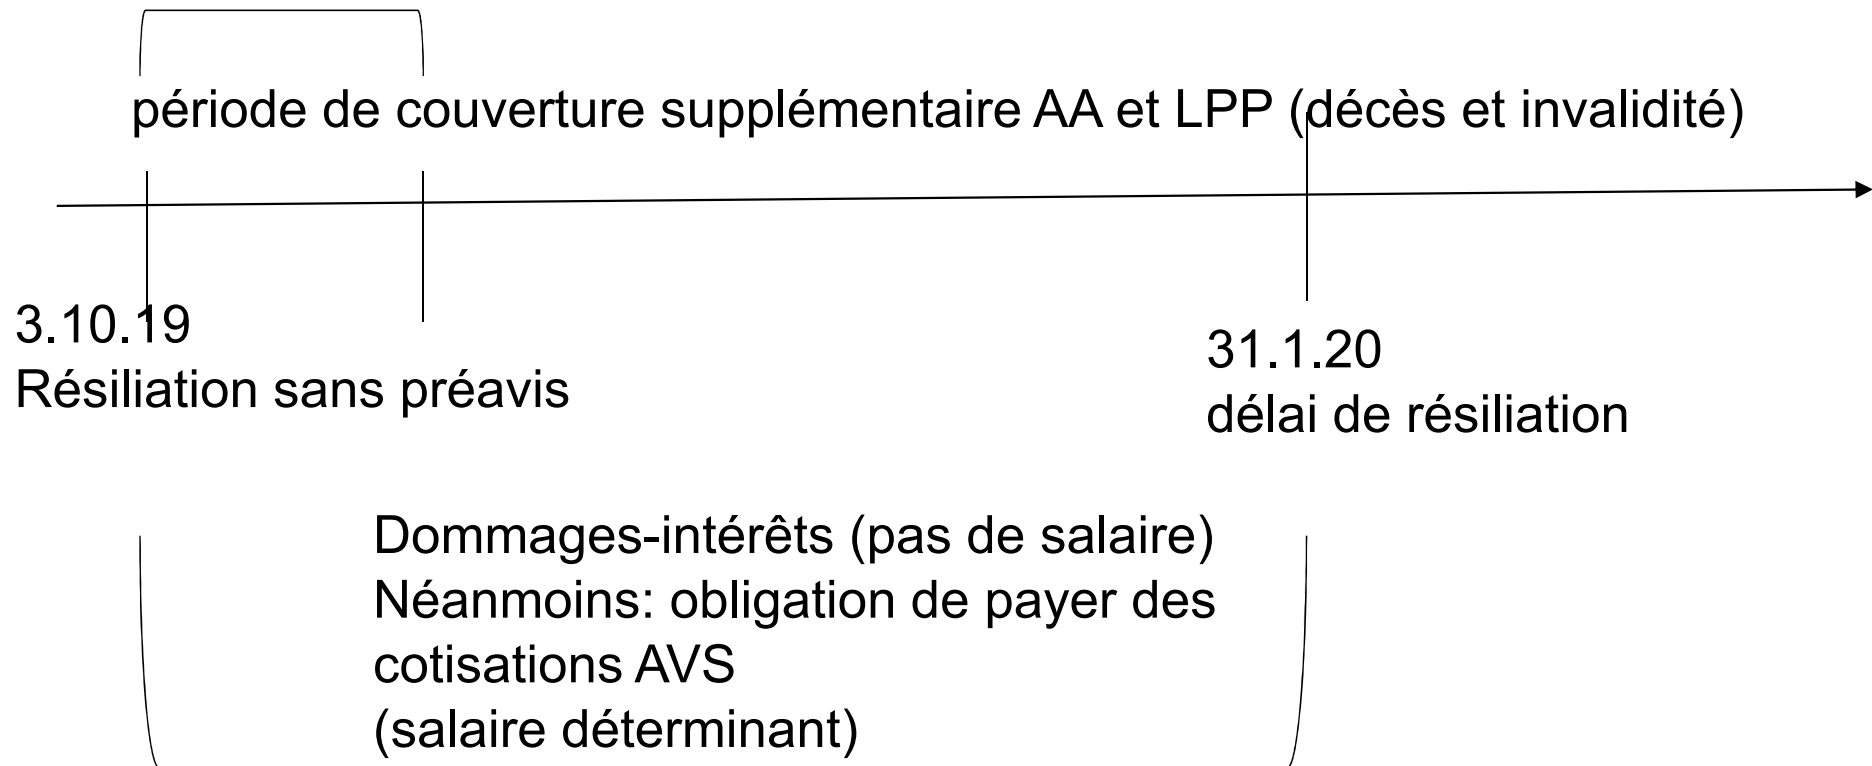 période de couverture supplémentaire AA et LPP (décès et invalidité)
3.10.19
Résiliation sans préavis
31.1.20
délai de résiliation
Dommages-intérêts (pas de salaire)
Néanmoins: obligation de payer des
cotisations AVS
(salaire déterminant)